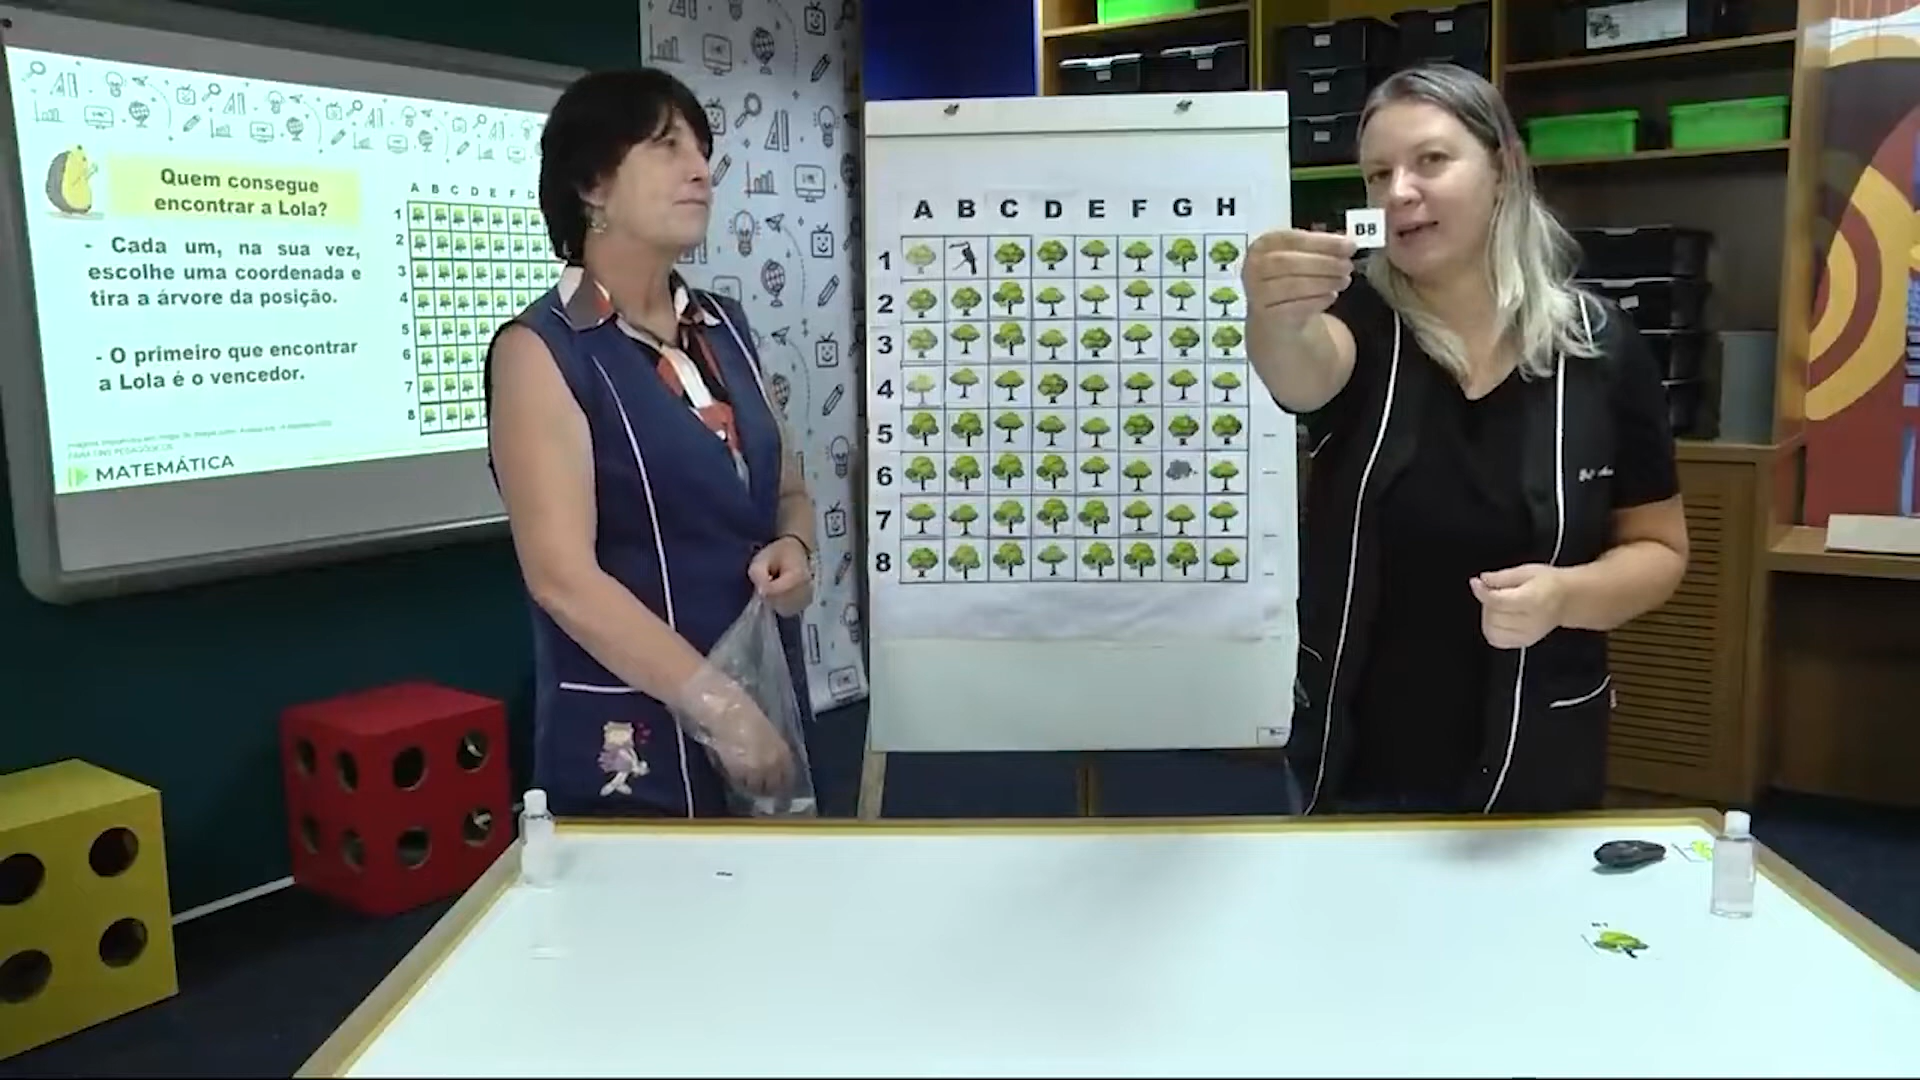 Quem consegue
encontrar a Lola?
- Cada um, na sua vez,
escolhe uma coordenada e
tira a árvore da posição.
- O primeiro que encontrar
a Lola é o vencedor.
MATEMÁTICA
A B C D E F
1
2
3
4
5
6
7
8
A B C D E F G H
1
2
3
4
5
6
7
8
B8